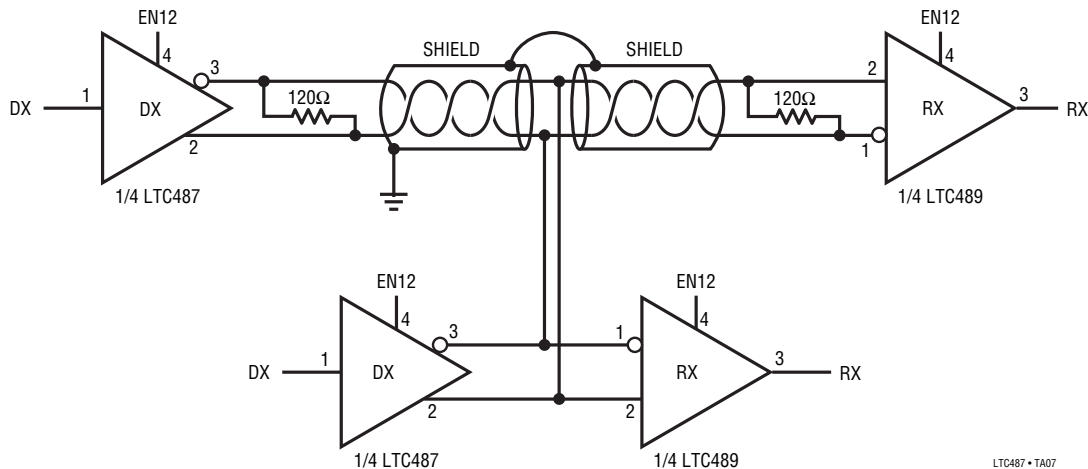 EN12
EN12
4
SHIELD
SHIELD
4
3
2
DX
1
DX
120Ω
120Ω
RX
3
RX
2
1
1/4 LTC487
1/4 LTC489
EN12
EN12
4
4
3
1
DX
1
DX
RX
3
RX
2
2
1/4 LTC487
1/4 LTC489
LTC487 • TA07